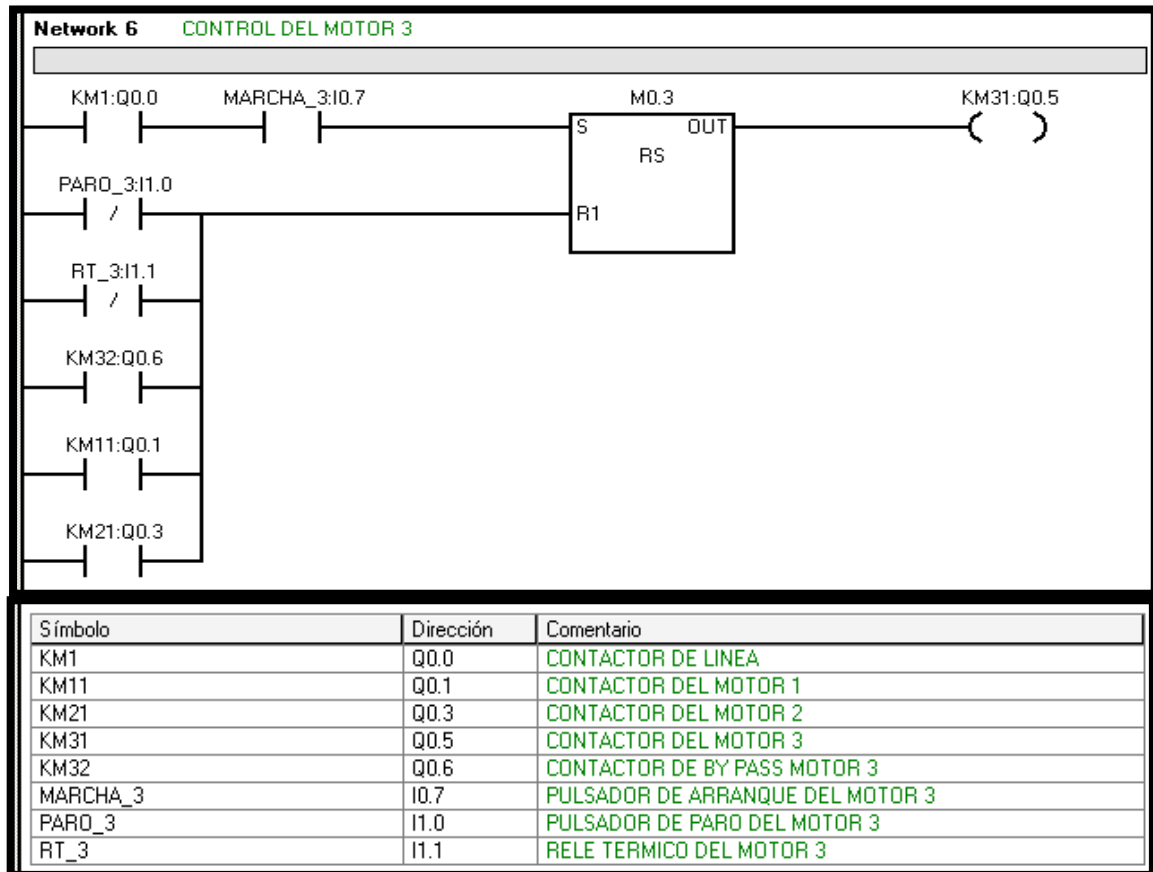 Network 6 CONTROL DEL MOTOR 3
KM1:Q0.0 MARCHA_3:I0.7 M0.3 KM31:Q0.5
S OUT
RS
PARO_3:I1.0
/
R1
RT_3:I1.1
/
KM32:Q0.6
KM11:Q0.1
KM21:Q0.3
Símbolo Dirección Comentario
KM1 Q0.0 CONTACTOR DE LINEA
KM11 Q0.1 CONTACTOR DEL MOTOR 1
KM21 Q0.3 CONTACTOR DEL MOTOR 2
KM31 Q0.5 CONTACTOR DEL MOTOR 3
KM32 Q0.6 CONTACTOR DE BY PASS MOTOR 3
MARCHA_3 I0.7 PULSADOR DE ARRANQUE DEL MOTOR 3
PARO_3 I1.0 PULSADOR DE PARO DEL MOTOR 3
RT_3 I1.1 RELE TERMICO DEL MOTOR 3